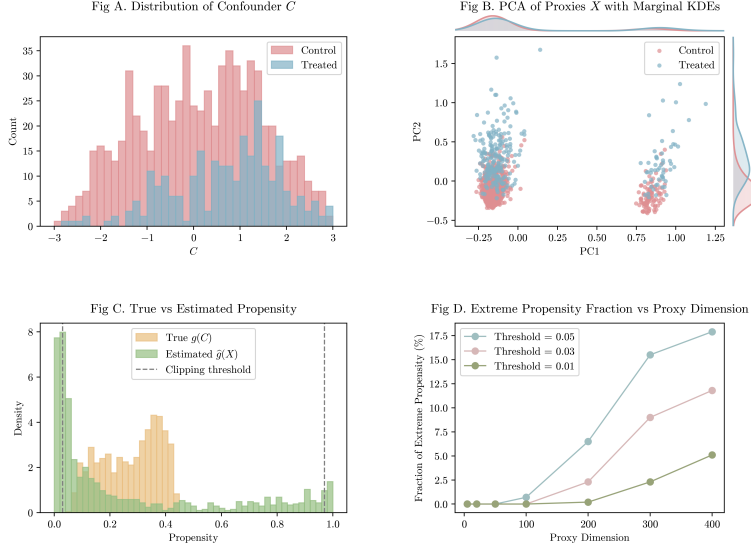 Fig A. Distribution of Confounder C
Control
Treated
Count
35
30
25
20
15
10
5
0
−3 −2 −1 0 1 2 3
C
Fig B. PCA of Proxies X with Marginal KDEs
Control
Treated
PC2
1.5
1.0
0.5
0.0
−0.5
−0.25 0.00 0.25 0.50 0.75 1.00 1.25
PC1
Fig C. True vs Estimated Propensity
True g(C)
Estimated g̃(X)
Clipping threshold
Density
8
6
4
2
0
0.0 0.2 0.4 0.6 0.8 1.0
Propensity
Fig D. Extreme Propensity Fraction vs Proxy Dimension
Threshold = 0.05
Threshold = 0.03
Threshold = 0.01
Fraction of Extreme Propensity (%)
17.5
15.0
12.5
10.0
7.5
5.0
2.5
0.0
0 100 200 300 400
Proxy Dimension